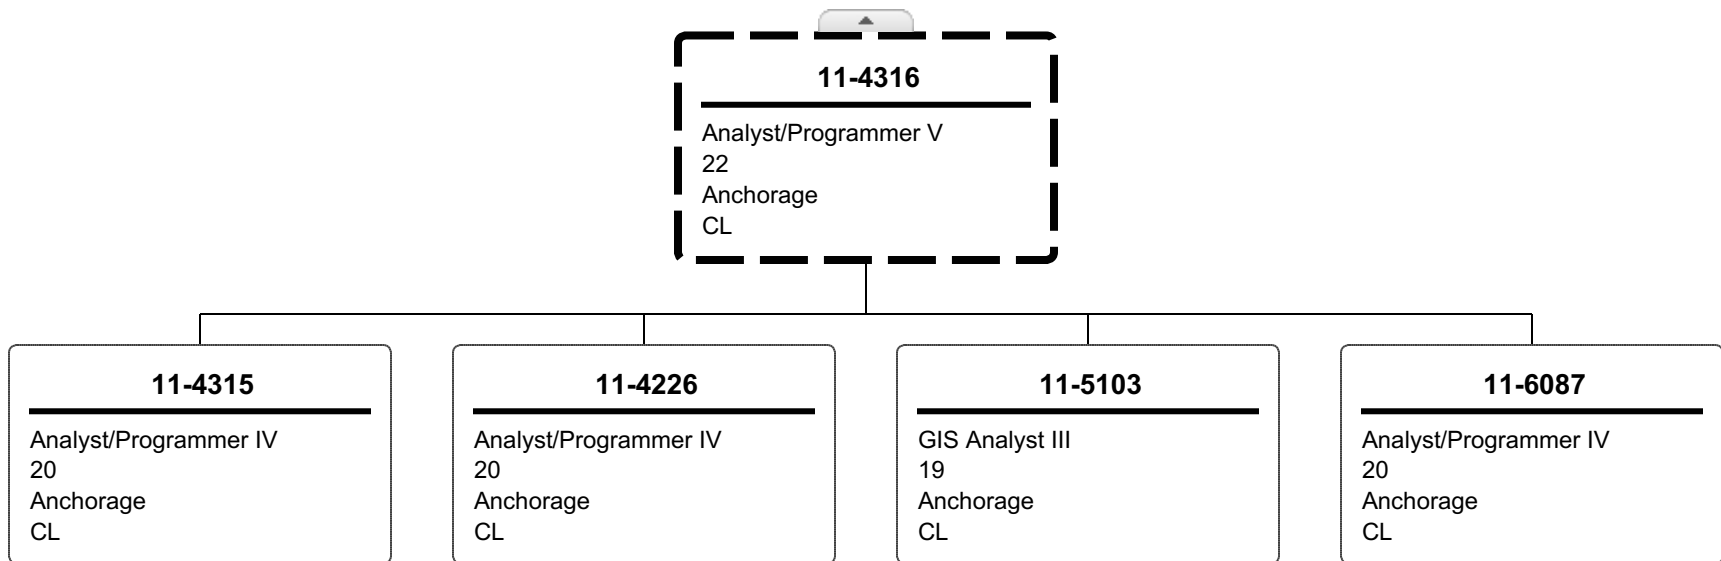 11-4316
Analyst/Programmer V
22
Anchorage
CL
11-4315
Analyst/Programmer IV
20
Anchorage
CL
11-4226
Analyst/Programmer IV
20
Anchorage
CL
11-5103
GIS Analyst III
19
Anchorage
CL
11-6087
Analyst/Programmer IV
20
Anchorage
CL